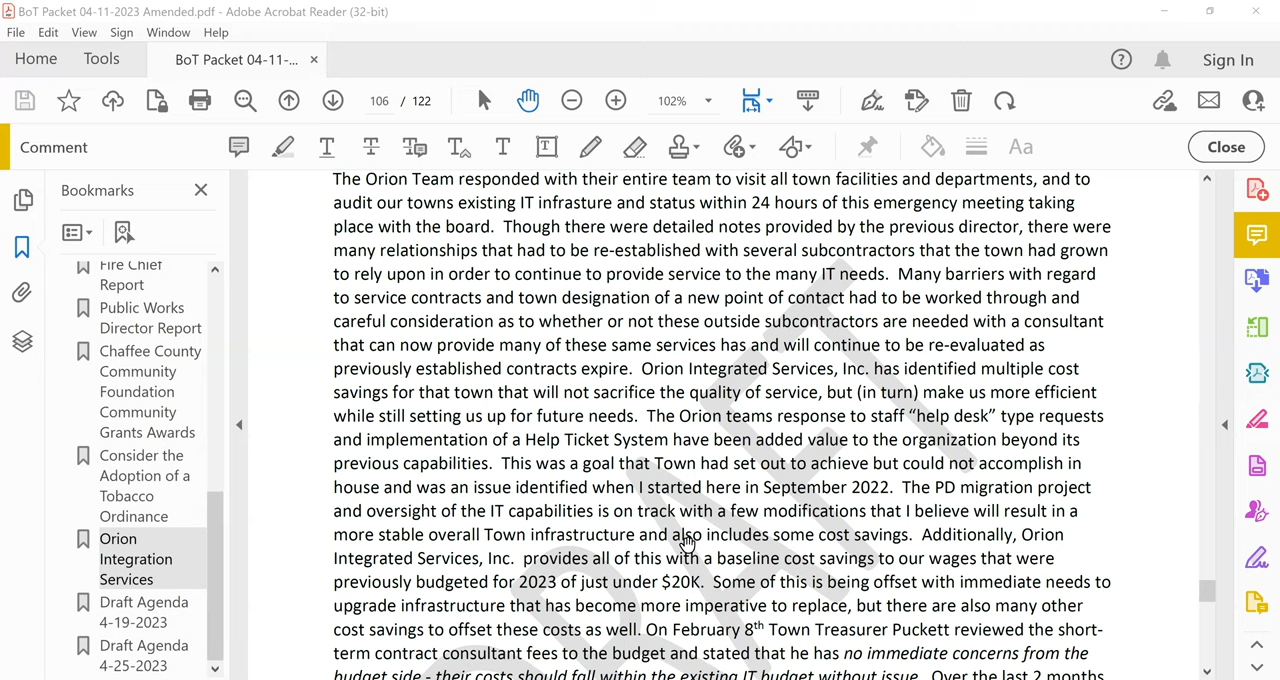 BoT Packet 04-11-2023 Amended.pdf - Adobe Acrobat Reader (32-bit)
File Edit View Sign Window Help
Home Tools BoT Packet 04-11-... × Sign In
106 / 122 102%
Comment Aa Close
Bookmarks
Fire Chief
Report
Public Works
Director Report
Chaffee County
Community
Foundation
Community
Grants Awards
Consider the
Adoption of a
Tobacco
Ordinance
Orion
Integration
Services
Draft Agenda
4-19-2023
Draft Agenda
4-25-2023
The Orion Team responded with their entire team to visit all town facilities and departments, and to
audit our towns existing IT infrasture and status within 24 hours of this emergency meeting taking
place with the board. Though there were detailed notes provided by the previous director, there were
many relationships that had to be re-established with several subcontractors that the town had grown
to rely upon in order to continue to provide service to the many IT needs. Many barriers with regard
to service contracts and town designation of a new point of contact had to be worked through and
careful consideration as to whether or not these outside subcontractors are needed with a consultant
that can now provide many of these same services has and will continue to be re-evaluated as
previously established contracts expire. Orion Integrated Services, Inc. has identified multiple cost
savings for that town that will not sacrifice the quality of service, but (in turn) make us more efficient
while still setting us up for future needs. The Orion teams response to staff “help desk” type requests
and implementation of a Help Ticket System have been added value to the organization beyond its
previous capabilities. This was a goal that Town had set out to achieve but could not accomplish in
house and was an issue identified when I started here in September 2022. The PD migration project
and oversight of the IT capabilities is on track with a few modifications that I believe will result in a
more stable overall Town infrastructure and also includes some cost savings. Additionally, Orion
Integrated Services, Inc. provides all of this with a baseline cost savings to our wages that were
previously budgeted for 2023 of just under $20K. Some of this is being offset with immediate needs to
upgrade infrastructure that has become more imperative to replace, but there are also many other
cost savings to offset these costs as well. On February 8th Town Treasurer Puckett reviewed the short-
term contract consultant fees to the budget and stated that he has no immediate concerns from the
budget side - their costs should fall within the existing IT budget without issue. Over the last 2 months
DRAFT